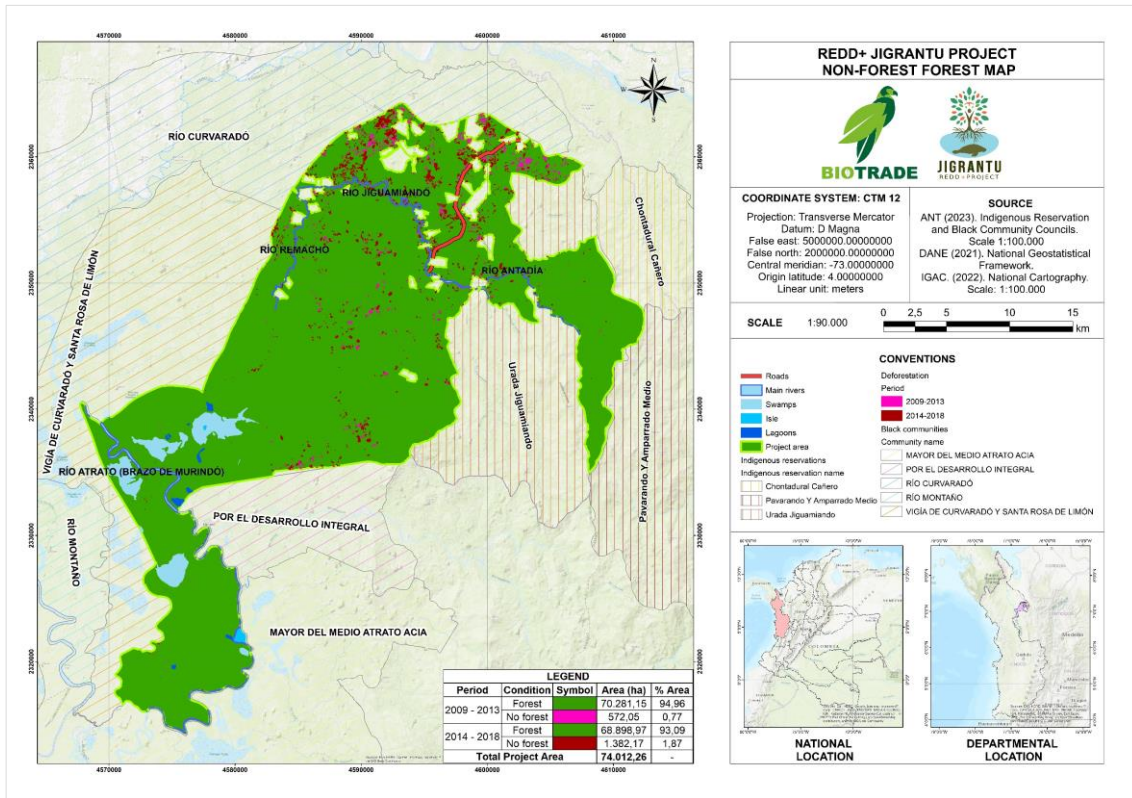 4570000 4580000 4590000 4600000 4610000
2360000
2350000
2340000
2330000
2320000
N
S
RÍO CURVARADÓ
RÍO JIGUAMIANDÓ
RÍO REMACHO
RÍO ANTADÍA
Chontadural Cañero
VIGÍA DE CURVARADÓ Y SANTA ROSA DE LIMÓN
Urada Jiguamiando
Pavarando Y Amparrado Medio
RÍO ATRATO (BRAZO DE MURINDÓ)
POR EL DESARROLLO INTEGRAL
RÍO MONTAÑO
MAYOR DEL MEDIO ATRATO ACIA
LEGEND
Period Condition Symbol Area (ha) % Area
2009 - 2013 Forest 70.281,15 94,96
No forest 572,05 0,77
2014 - 2018 Forest 68.898,97 93,09
No forest 1.382,17 1,87
Total Project Area 74.012,26 -
4570000 4580000 4590000 4600000 4610000
REDD+ JIGRANTU PROJECT
NON-FOREST FOREST MAP
BIOTRADE
JIGRANTU
REDD+PROJECT
COORDINATE SYSTEM: CTM 12
Projection: Transverse Mercator
Datum: D Magna
False east: 5000000.00000000
False north: 2000000.00000000
Central meridian: -73.00000000
Origin latitude: 4.00000000
Linear unit: meters
SOURCE
ANT (2023). Indigenous Reservation
and Black Community Councils.
Scale 1:100.000
DANE (2021). National Geostatistical
Framework.
IGAC. (2022). National Cartography.
Scale: 1:100.000
SCALE 1:90.000
0 2,5 5 10 15
km
CONVENTIONS
Roads
Main rivers
Swamps
Isle
Lagoons
Project area
Indigenous reservations
Indigenous reservation name
Chontadural Cañero
Pavarando Y Amparrado Medio
Urada Jiguamiando
Deforestation
Period
2009-2013
2014-2018
Black communities
Community name
MAYOR DEL MEDIO ATRATO ACIA
POR EL DESARROLLO INTEGRAL
RÍO CURVARADÓ
RÍO MONTAÑO
VIGÍA DE CURVARADÓ Y SANTA ROSA DE LIMÓN
COLOMBIA
NATIONAL
LOCATION
DEPARTMENTAL
LOCATION